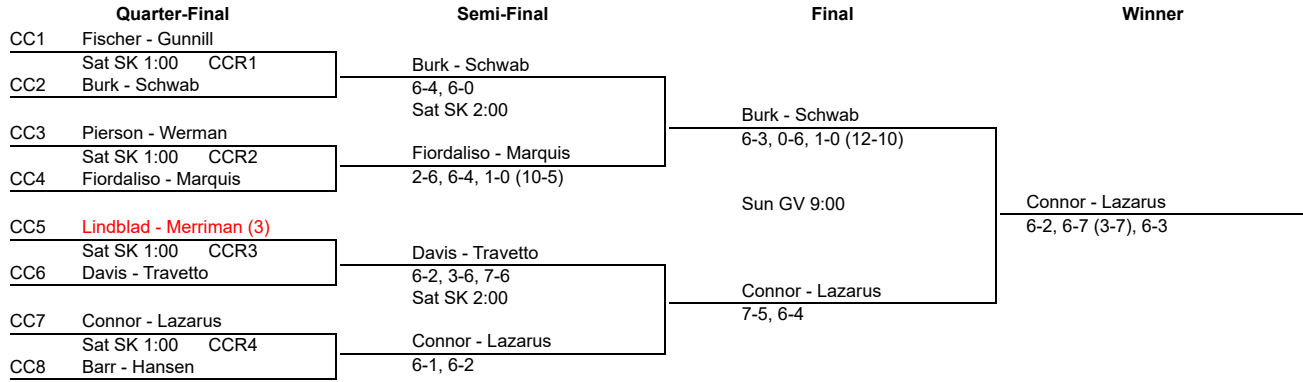 Quarter-Final Semi-Final Final Winner
CC1 Fischer - Gunnill
Sat SK 1:00 CCR1
CC2 Burk - Schwab
Burk - Schwab
6-4, 6-0
Sat SK 2:00
CC3 Pierson - Werman
Sat SK 1:00 CCR2
CC4 Fiordaliso - Marquis
Fiordaliso - Marquis
2-6, 6-4, 1-0 (10-5)
Burk - Schwab
6-3, 0-6, 1-0 (12-10)
Sun GV 9:00
CC5 Lindblad - Merriman (3)
Sat SK 1:00 CCR3
CC6 Davis - Travetto
Davis - Travetto
6-2, 3-6, 7-6
Sat SK 2:00
CC7 Connor - Lazarus
Sat SK 1:00 CCR4
CC8 Barr - Hansen
Connor - Lazarus
6-1, 6-2
Connor - Lazarus
7-5, 6-4
Connor - Lazarus
6-2, 6-7 (3-7), 6-3